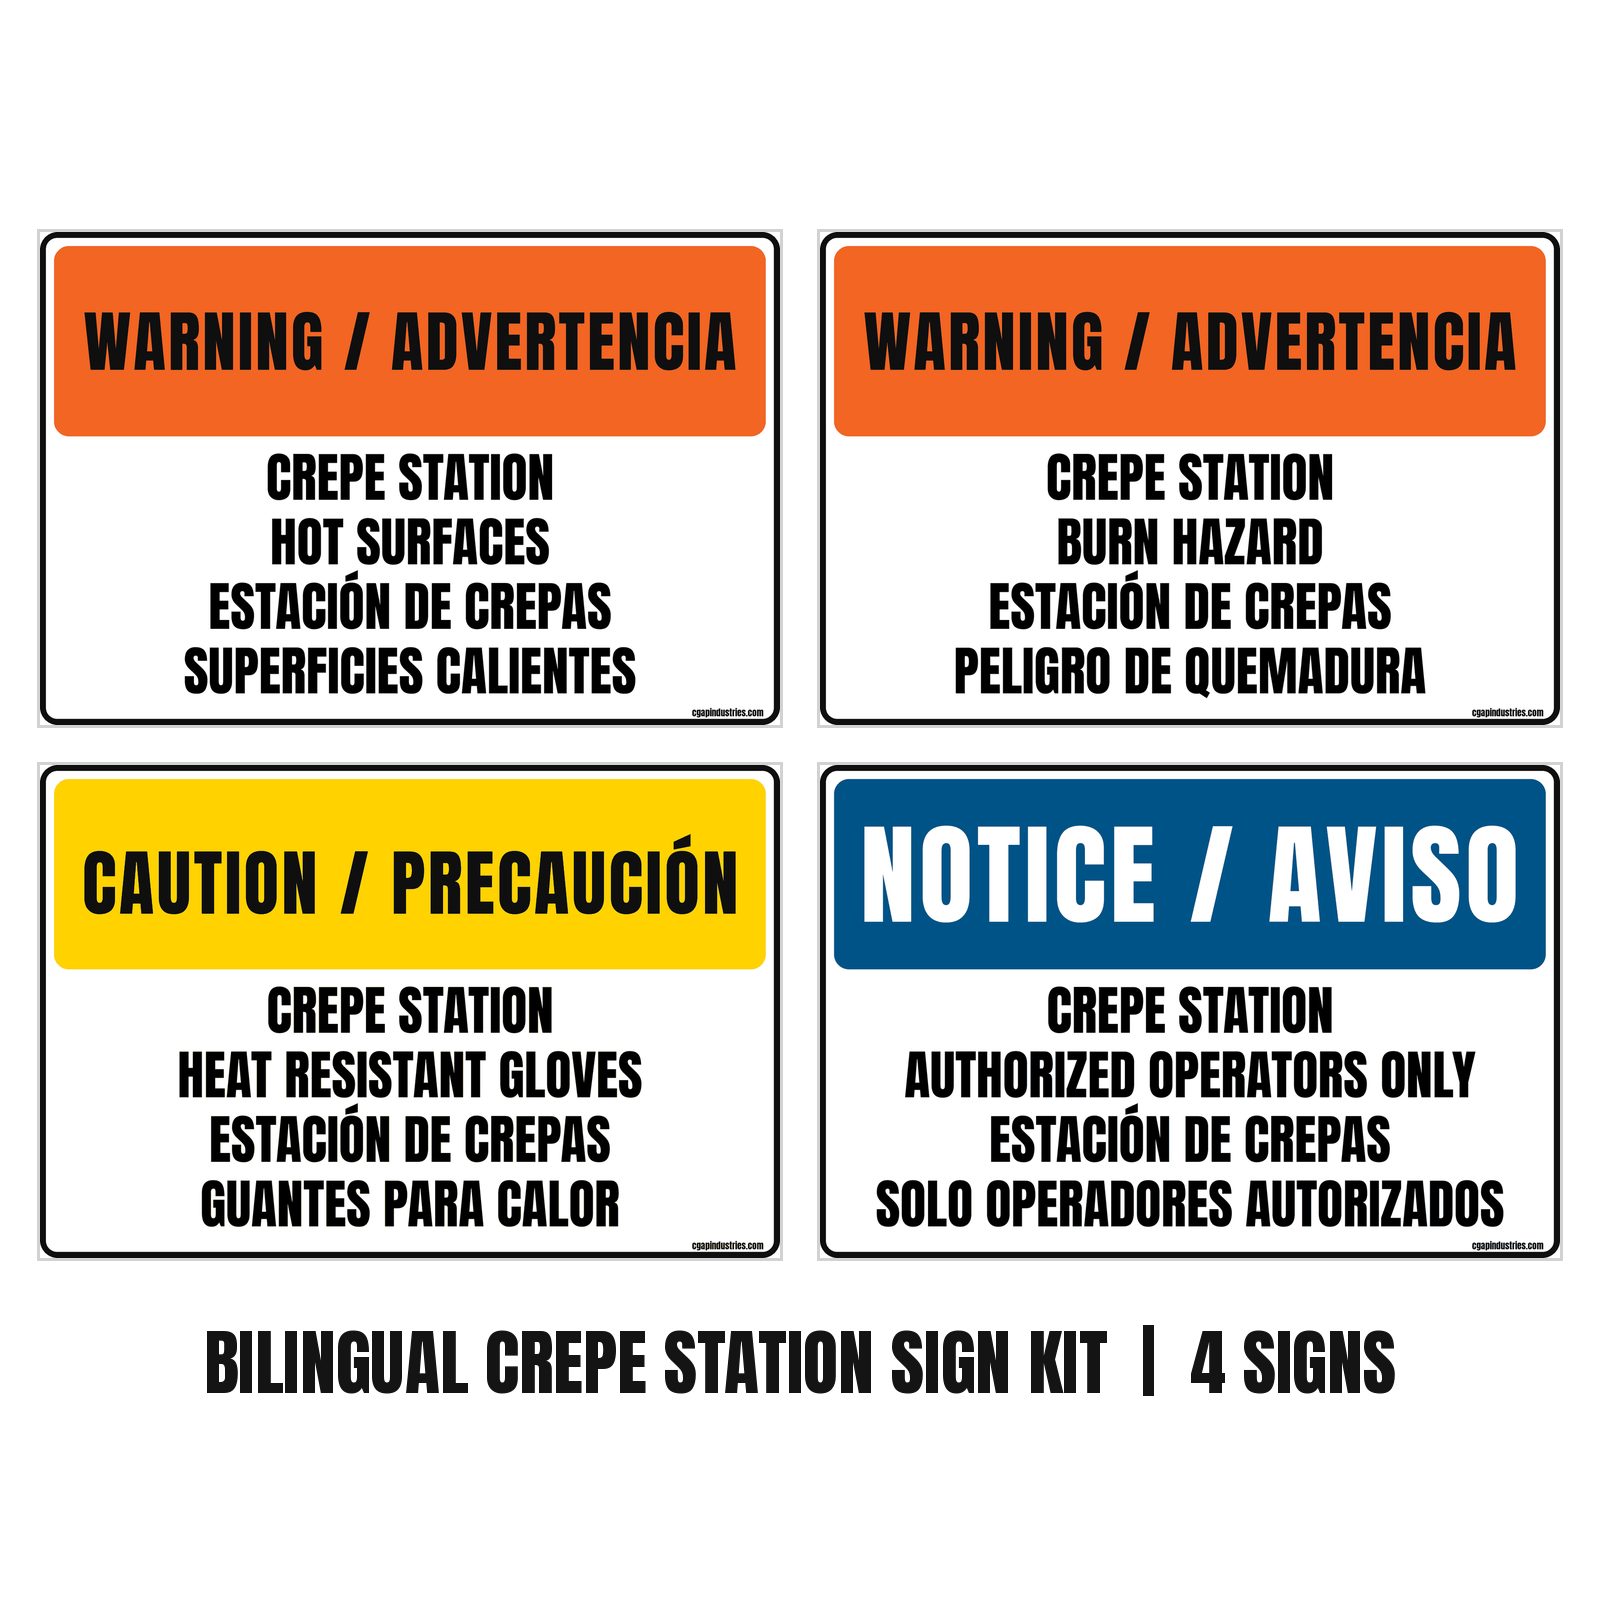 WARNING / ADVERTENCIA
CREPE STATION
HOT SURFACES
ESTACIÓN DE CREPAS
SUPERFICIES CALIENTES
cgapindustries.com
WARNING / ADVERTENCIA
CREPE STATION
BURN HAZARD
ESTACIÓN DE CREPAS
PELIGRO DE QUEMADURA
cgapindustries.com
CAUTION / PRECAUCIÓN
CREPE STATION
HEAT RESISTANT GLOVES
ESTACIÓN DE CREPAS
GUANTES PARA CALOR
cgapindustries.com
NOTICE / AVISO
CREPE STATION
AUTHORIZED OPERATORS ONLY
ESTACIÓN DE CREPAS
SOLO OPERADORES AUTORIZADOS
cgapindustries.com
BILINGUAL CREPE STATION SIGN KIT | 4 SIGNS